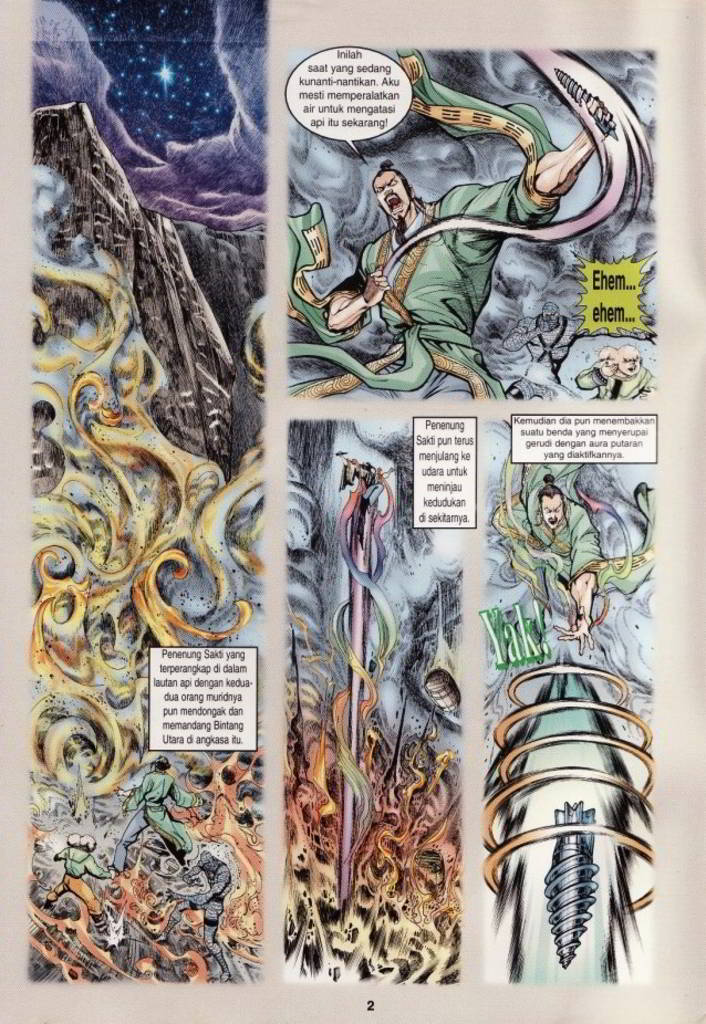 Penenung Sakti yang
terperangkap di dalam
lautan api dengan kedua-
dua orang muridnya
pun mendongak dan
memandang Bintang
Utara di angkasa itu.
Inilah
saat yang sedang
kunanti-nantikan. Aku
mesti memperalatkan
air untuk mengatasi
api itu sekarang!
Ehem...
ehem...
Penenung
Sakti pun terus
menjulang ke
udara untuk
meninjau
kedudukan
di sekitarnya.
Kemudian dia pun menembakkan
suatu benda yang menyerupai
gerudi dengan aura putaran
yang diaktifkannya.
Yak!
2